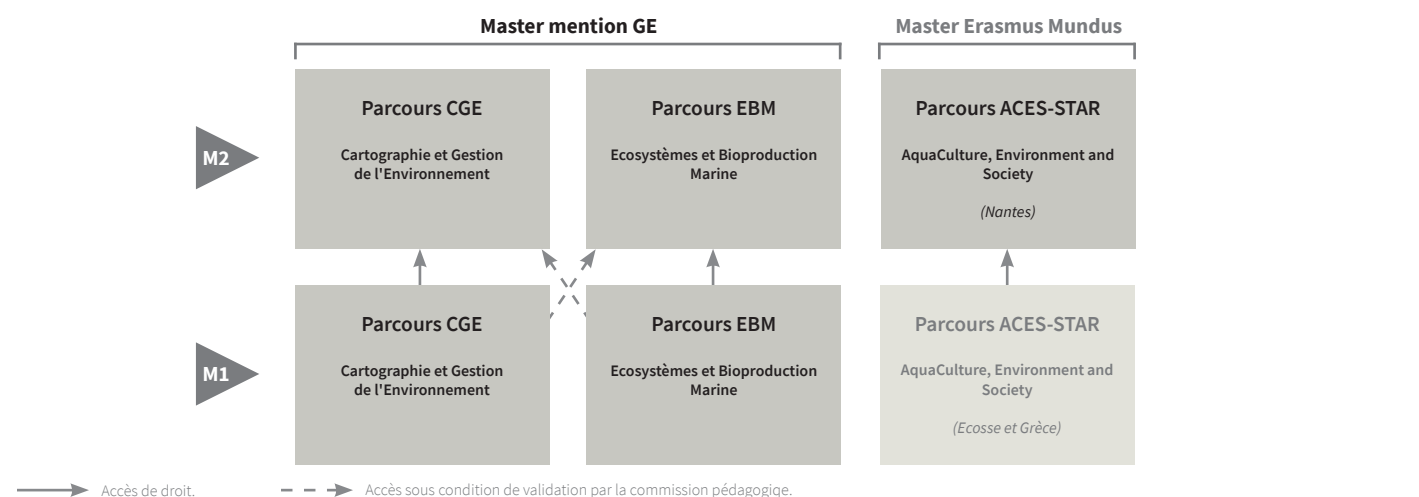 Master mention GE
Master Erasmus Mundus
M2
Parcours CGE
Cartographie et Gestion
de l'Environnement
Parcours EBM
Ecosystèmes et Bioproduction
Marine
Parcours ACES-STAR
AquaCulture, Environment and
Society
(Nantes)
M1
Parcours CGE
Cartographie et Gestion
de l'Environnement
Parcours EBM
Ecosystèmes et Bioproduction
Marine
Parcours ACES-STAR
AquaCulture, Environment and
Society
(Ecosse et Grèce)
Accès de droit.
Accès sous condition de validation par la commission pédagogiqe.